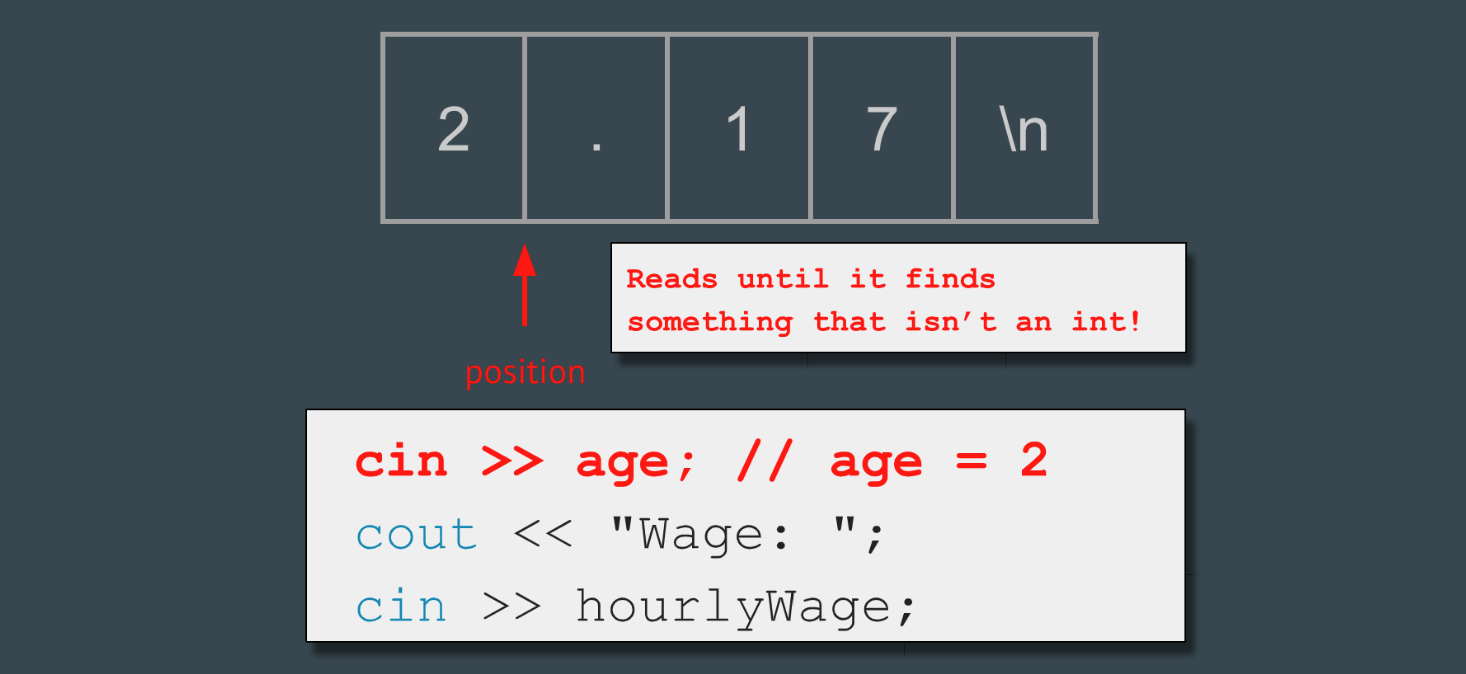 2 . 1 7 \n
Reads until it finds
something that isn’t an int!
position
cin >> age; // age = 2
cout << "Wage: ";
cin >> hourlyWage;